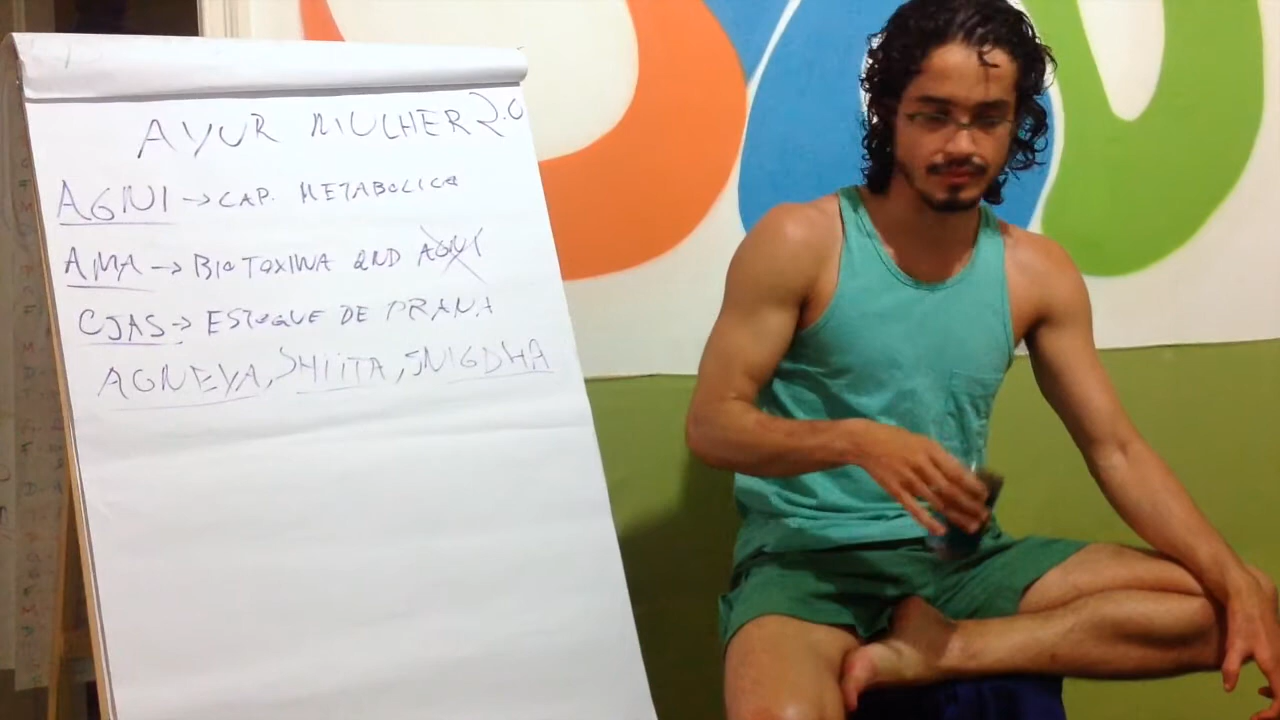 AYUR MULHER 2.0
AGNI → CAP. METABOLICA
AMA → BIOTOXINA QND AGNI
OJAS → ESTOQUE DE PRANA
AGNEYA, SHIITA, SNIGDHA